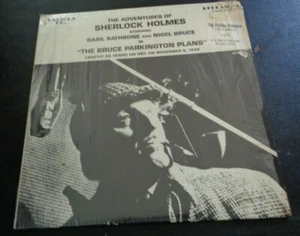 THE ADVENTURES OF
SHERLOCK HOLMES
STARRING
BASIL RATHBONE AND NIGEL BRUCE
IN
"THE BRUCE PARKINGTON PLANS"
EXACTLY AS HEARD ON NBC ON NOVEMBER 6, 1939